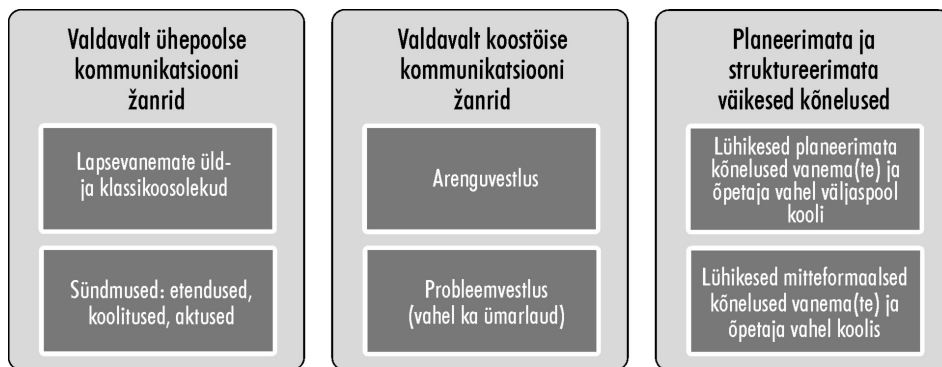 Valdavalt ühepoolse
kommunikatsiooni
žanrid
Lapsevanemate üld-
ja klassikoosolekud
Sündmused: etendused,
koolitused, aktused
Valdavalt koostöise
kommunikatsiooni
žanrid
Arenguvestlus
Probleemvestlus
(vahel ka ümarlaud)
Planeerimata ja
struktureerimata
väikesed kõnelused
Lühikesed planeerimata
kõnelused vanema(te) ja
õpetaja vahel väljaspool
kooli
Lühikesed mitteformaalsed
kõnelused vanema(te) ja
õpetaja vahel koolis